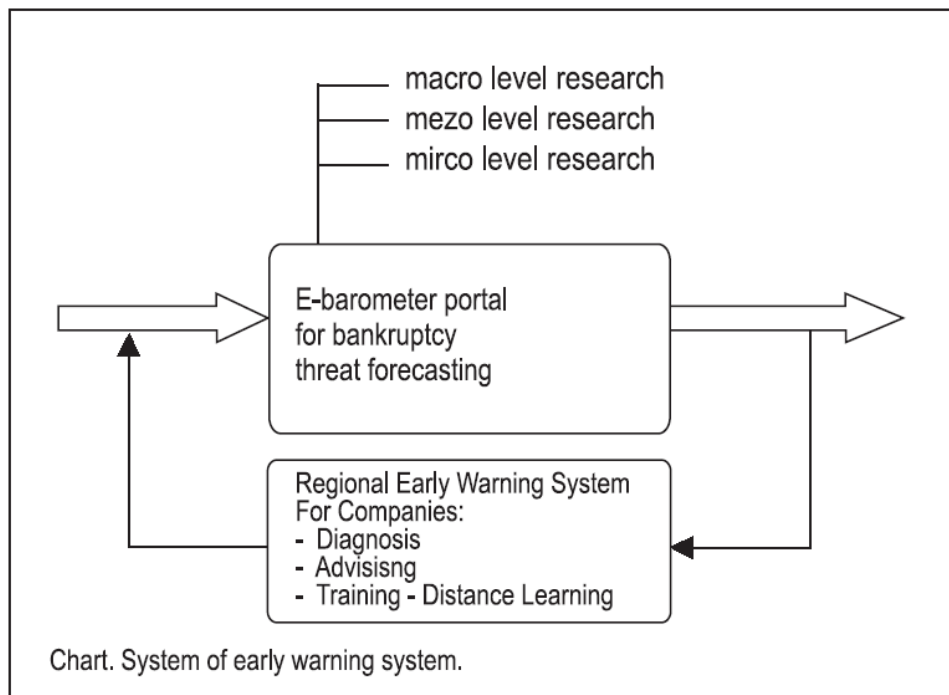 macro level research
mezo level research
mirco level research
E-barometer portal
for bankruptcy
threat forecasting
Regional Early Warning System
For Companies:
- Diagnosis
- Advisisng
- Training - Distance Learning
Chart. System of early warning system.